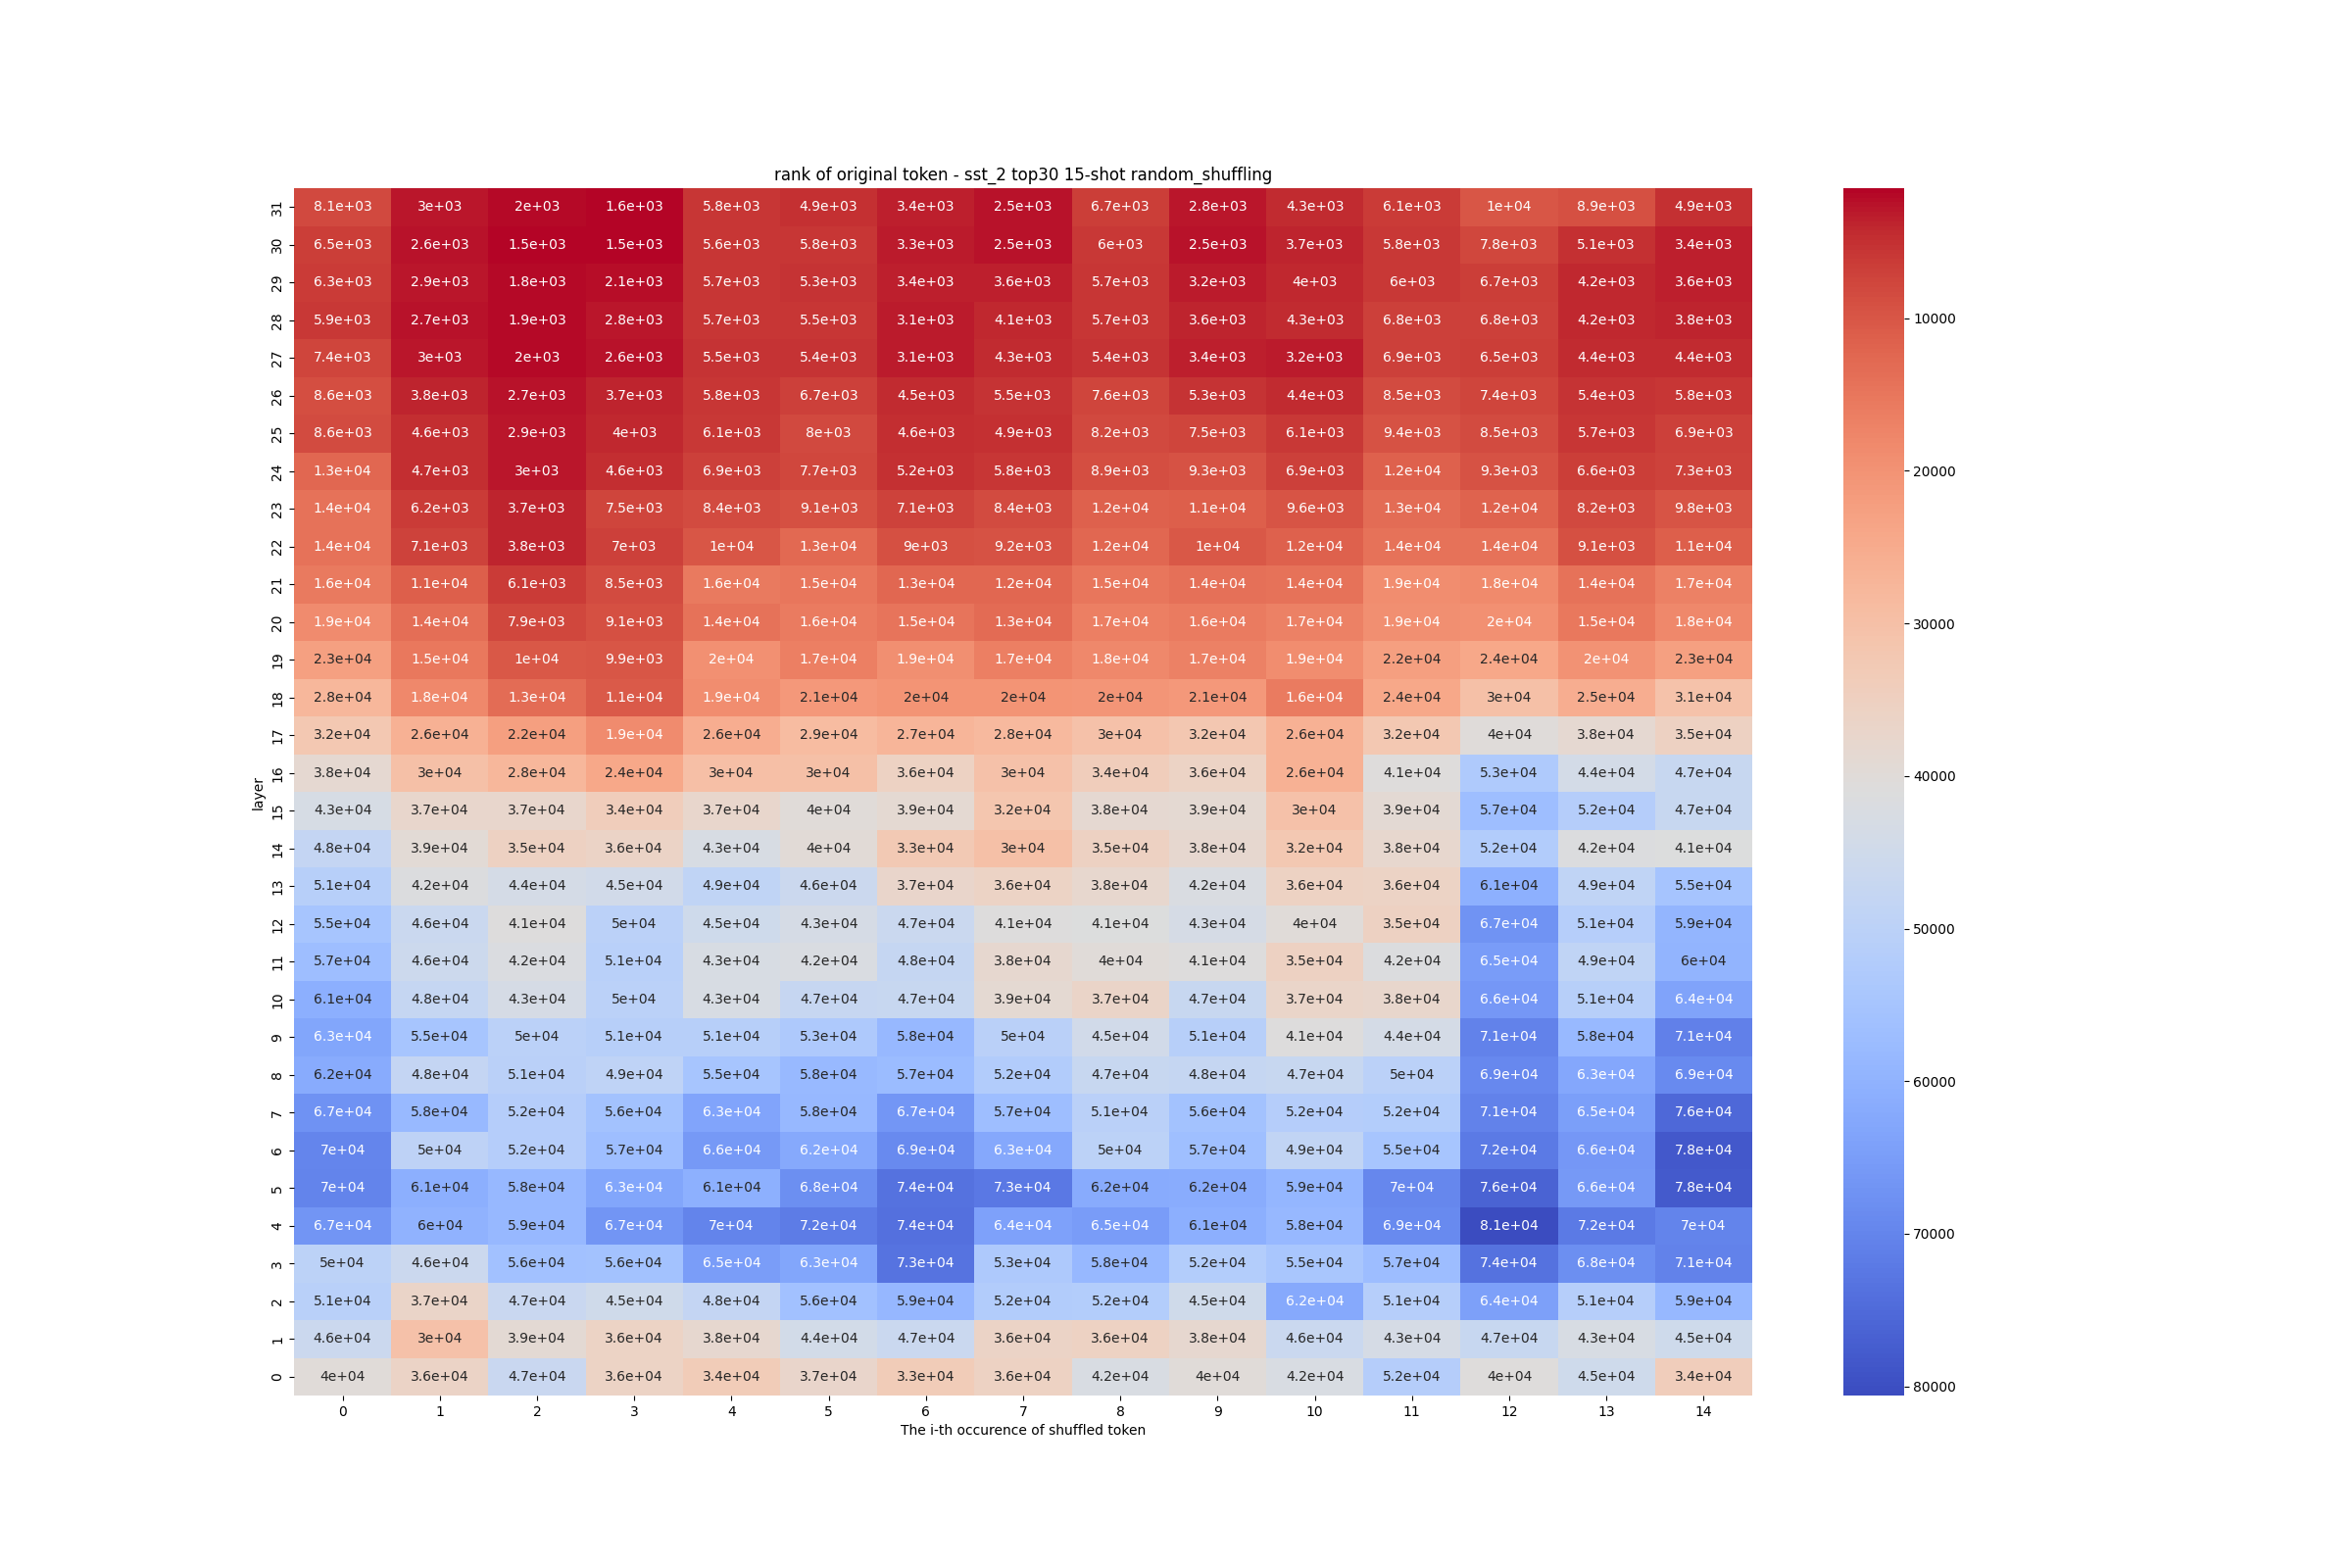 rank of original token - sst_2 top30 15-shot random_shuffling
31 8.1e+03 3e+03 2e+03 1.6e+03 5.8e+03 4.9e+03 3.4e+03 2.5e+03 6.7e+03 2.8e+03 4.3e+03 6.1e+03 1e+04 8.9e+03 4.9e+03
30 6.5e+03 2.6e+03 1.5e+03 1.5e+03 5.6e+03 5.8e+03 3.3e+03 2.5e+03 6e+03 2.5e+03 3.7e+03 5.8e+03 7.8e+03 5.1e+03 3.4e+03
29 6.3e+03 2.9e+03 1.8e+03 2.1e+03 5.7e+03 5.3e+03 3.4e+03 3.6e+03 5.7e+03 3.2e+03 4e+03 6e+03 6.7e+03 4.2e+03 3.6e+03
28 5.9e+03 2.7e+03 1.9e+03 2.8e+03 5.7e+03 5.5e+03 3.1e+03 4.1e+03 5.7e+03 3.6e+03 4.3e+03 6.8e+03 6.8e+03 4.2e+03 3.8e+03
27 7.4e+03 3e+03 2e+03 2.6e+03 5.5e+03 5.4e+03 3.1e+03 4.3e+03 5.4e+03 3.4e+03 3.2e+03 6.9e+03 6.5e+03 4.4e+03 4.4e+03
26 8.6e+03 3.8e+03 2.7e+03 3.7e+03 5.8e+03 6.7e+03 4.5e+03 5.5e+03 7.6e+03 5.3e+03 4.4e+03 8.5e+03 7.4e+03 5.4e+03 5.8e+03
25 8.6e+03 4.6e+03 2.9e+03 4e+03 6.1e+03 8e+03 4.6e+03 4.9e+03 8.2e+03 7.5e+03 6.1e+03 9.4e+03 8.5e+03 5.7e+03 6.9e+03
24 1.3e+04 4.7e+03 3e+03 4.6e+03 6.9e+03 7.7e+03 5.2e+03 5.8e+03 8.9e+03 9.3e+03 6.9e+03 1.2e+04 9.3e+03 6.6e+03 7.3e+03
23 1.4e+04 6.2e+03 3.7e+03 7.5e+03 8.4e+03 9.1e+03 7.1e+03 8.4e+03 1.2e+04 1.1e+04 9.6e+03 1.3e+04 1.2e+04 8.2e+03 9.8e+03
22 1.4e+04 7.1e+03 3.8e+03 7e+03 1e+04 1.3e+04 9e+03 9.2e+03 1.2e+04 1e+04 1.2e+04 1.4e+04 1.4e+04 9.1e+03 1.1e+04
21 1.6e+04 1.1e+04 6.1e+03 8.5e+03 1.6e+04 1.5e+04 1.3e+04 1.2e+04 1.5e+04 1.4e+04 1.4e+04 1.9e+04 1.8e+04 1.4e+04 1.7e+04
20 1.9e+04 1.4e+04 7.9e+03 9.1e+03 1.4e+04 1.6e+04 1.5e+04 1.3e+04 1.7e+04 1.6e+04 1.7e+04 1.9e+04 2e+04 1.5e+04 1.8e+04
19 2.3e+04 1.5e+04 1e+04 9.9e+03 2e+04 1.7e+04 1.9e+04 1.7e+04 1.8e+04 1.7e+04 1.9e+04 2.2e+04 2.4e+04 2e+04 2.3e+04
18 2.8e+04 1.8e+04 1.3e+04 1.1e+04 1.9e+04 2.1e+04 2e+04 2e+04 2e+04 2.1e+04 1.6e+04 2.4e+04 3e+04 2.5e+04 3.1e+04
17 3.2e+04 2.6e+04 2.2e+04 1.9e+04 2.6e+04 2.9e+04 2.7e+04 2.8e+04 3e+04 3.2e+04 2.6e+04 3.2e+04 4e+04 3.8e+04 3.5e+04
16 3.8e+04 3e+04 2.8e+04 2.4e+04 3e+04 3e+04 3.6e+04 3e+04 3.4e+04 3.6e+04 2.6e+04 4.1e+04 5.3e+04 4.4e+04 4.7e+04
15 4.3e+04 3.7e+04 3.7e+04 3.4e+04 3.7e+04 4e+04 3.9e+04 3.2e+04 3.8e+04 3.9e+04 3e+04 3.9e+04 5.7e+04 5.2e+04 4.7e+04
14 4.8e+04 3.9e+04 3.5e+04 3.6e+04 4.3e+04 4e+04 3.3e+04 3e+04 3.5e+04 3.8e+04 3.2e+04 3.8e+04 5.2e+04 4.2e+04 4.1e+04
13 5.1e+04 4.2e+04 4.4e+04 4.5e+04 4.9e+04 4.6e+04 3.7e+04 3.6e+04 3.8e+04 4.2e+04 3.6e+04 3.6e+04 6.1e+04 4.9e+04 5.5e+04
12 5.5e+04 4.6e+04 4.1e+04 5e+04 4.5e+04 4.3e+04 4.7e+04 4.1e+04 4.1e+04 4.3e+04 4e+04 3.5e+04 6.7e+04 5.1e+04 5.9e+04
11 5.7e+04 4.6e+04 4.2e+04 5.1e+04 4.3e+04 4.2e+04 4.8e+04 3.8e+04 4e+04 4.1e+04 3.5e+04 4.2e+04 6.5e+04 4.9e+04 6e+04
10 6.1e+04 4.8e+04 4.3e+04 5e+04 4.3e+04 4.7e+04 4.7e+04 3.9e+04 3.7e+04 4.7e+04 3.7e+04 3.8e+04 6.6e+04 5.1e+04 6.4e+04
9 6.3e+04 5.5e+04 5e+04 5.1e+04 5.1e+04 5.3e+04 5.8e+04 5e+04 4.5e+04 5.1e+04 4.1e+04 4.4e+04 7.1e+04 5.8e+04 7.1e+04
8 6.2e+04 4.8e+04 5.1e+04 4.9e+04 5.5e+04 5.8e+04 5.7e+04 5.2e+04 4.7e+04 4.8e+04 4.7e+04 5e+04 6.9e+04 6.3e+04 6.9e+04
7 6.7e+04 5.8e+04 5.2e+04 5.6e+04 6.3e+04 5.8e+04 6.7e+04 5.7e+04 5.1e+04 5.6e+04 5.2e+04 5.2e+04 7.1e+04 6.5e+04 7.6e+04
6 7e+04 5e+04 5.2e+04 5.7e+04 6.6e+04 6.2e+04 6.9e+04 6.3e+04 5e+04 5.7e+04 4.9e+04 5.5e+04 7.2e+04 6.6e+04 7.8e+04
5 7e+04 6.1e+04 5.8e+04 6.3e+04 6.1e+04 6.8e+04 7.4e+04 7.3e+04 6.2e+04 6.2e+04 5.9e+04 7e+04 7.6e+04 6.6e+04 7.8e+04
4 6.7e+04 6e+04 5.9e+04 6.7e+04 7e+04 7.2e+04 7.4e+04 6.4e+04 6.5e+04 6.1e+04 5.8e+04 6.9e+04 8.1e+04 7.2e+04 7e+04
3 5e+04 4.6e+04 5.6e+04 5.6e+04 6.5e+04 6.3e+04 7.3e+04 5.3e+04 5.8e+04 5.2e+04 5.5e+04 5.7e+04 7.4e+04 6.8e+04 7.1e+04
2 5.1e+04 3.7e+04 4.7e+04 4.5e+04 4.8e+04 5.6e+04 5.9e+04 5.2e+04 5.2e+04 4.5e+04 6.2e+04 5.1e+04 6.4e+04 5.1e+04 5.9e+04
1 4.6e+04 3e+04 3.9e+04 3.6e+04 3.8e+04 4.4e+04 4.7e+04 3.6e+04 3.6e+04 3.8e+04 4.6e+04 4.3e+04 4.7e+04 4.3e+04 4.5e+04
0 4e+04 3.6e+04 4.7e+04 3.6e+04 3.4e+04 3.7e+04 3.3e+04 3.6e+04 4.2e+04 4e+04 4.2e+04 5.2e+04 4e+04 4.5e+04 3.4e+04
0 1 2 3 4 5 6 7 8 9 10 11 12 13 14
The i-th occurence of shuffled token
layer
10000
20000
30000
40000
50000
60000
70000
80000